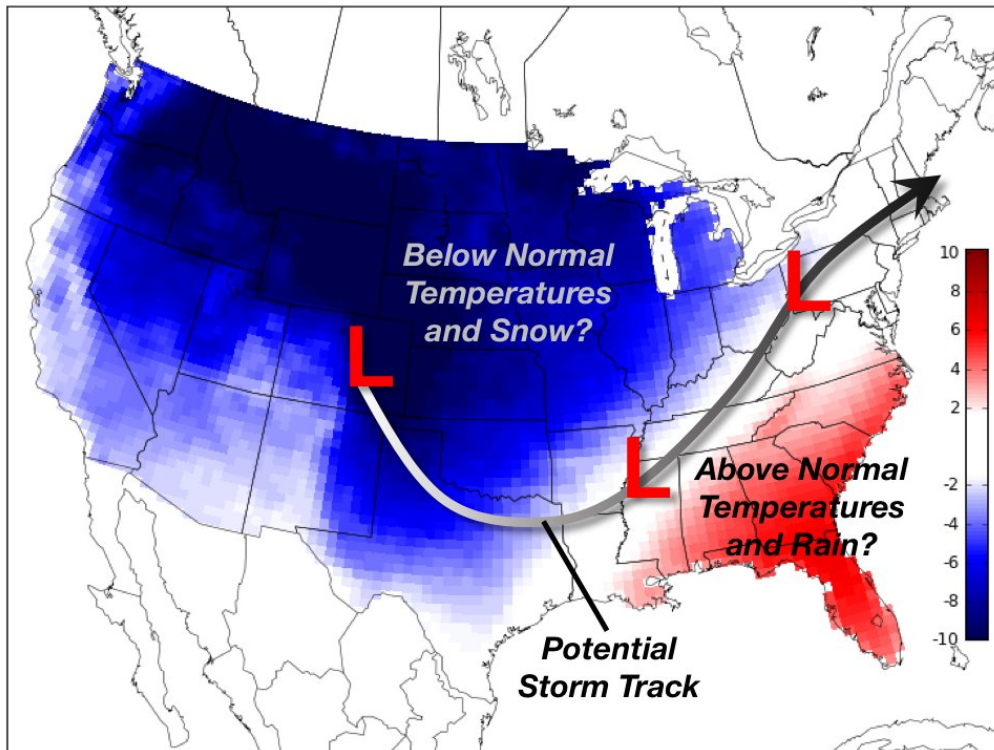 Below Normal
Temperatures
and Snow?
L
L
L
Above Normal
Temperatures
and Rain?
Potential
Storm Track
10
8
6
4
2
-2
-4
-6
-8
-10